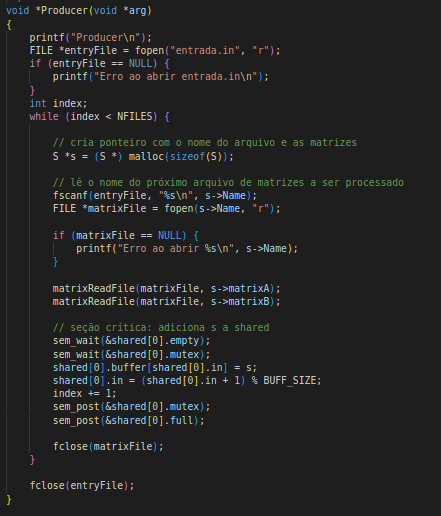 void *Producer(void *arg)
{
    printf("Producer\n");
    FILE *entryFile = fopen("entrada.in", "r");
    if (entryFile == NULL) {
        printf("Erro ao abrir entrada.in\n");
    }
    int index;
    while (index < NFILES) {
        // cria ponteiro com o nome do arquivo e as matrizes
        S *s = (S *) malloc(sizeof(S));
        // lê o nome do próximo arquivo de matrizes a ser processado
        fscanf(entryFile, "%s\n", s->Name);
        FILE *matrixFile = fopen(s->Name, "r");
        if (matrixFile == NULL) {
            printf("Erro ao abrir %s\n", s->Name);
        }
        matrixReadFile(matrixFile, s->matrixA);
        matrixReadFile(matrixFile, s->matrixB);
        // seção crítica: adiciona s a shared
        sem_wait(&shared[0].empty);
        sem_wait(&shared[0].mutex);
        shared[0].buffer[shared[0].in] = s;
        shared[0].in = (shared[0].in + 1) % BUFF_SIZE;
        index += 1;
        sem_post(&shared[0].mutex);
        sem_post(&shared[0].full);
        fclose(matrixFile);
    }
    fclose(entryFile);
}